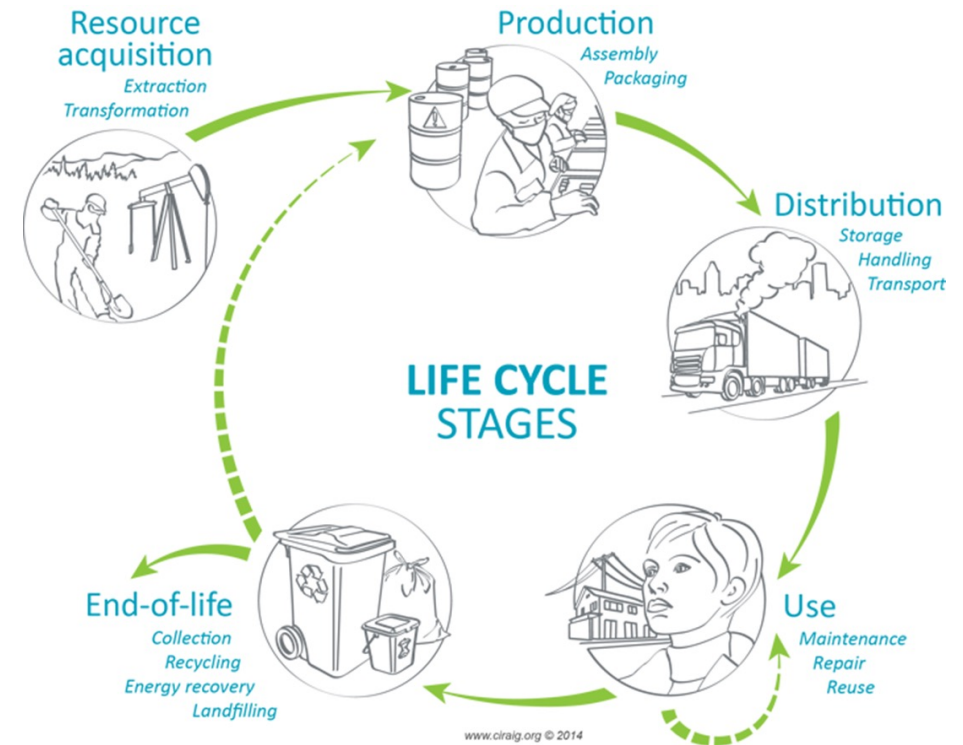 Resource
acquisition
Extraction
Transformation
Production
Assembly
Packaging
Distribution
Storage
Handling
Transport
LIFE CYCLE
STAGES
Use
Maintenance
Repair
Reuse
End-of-life
Collection
Recycling
Energy recovery
Landfilling
www.ciraig.org © 2014